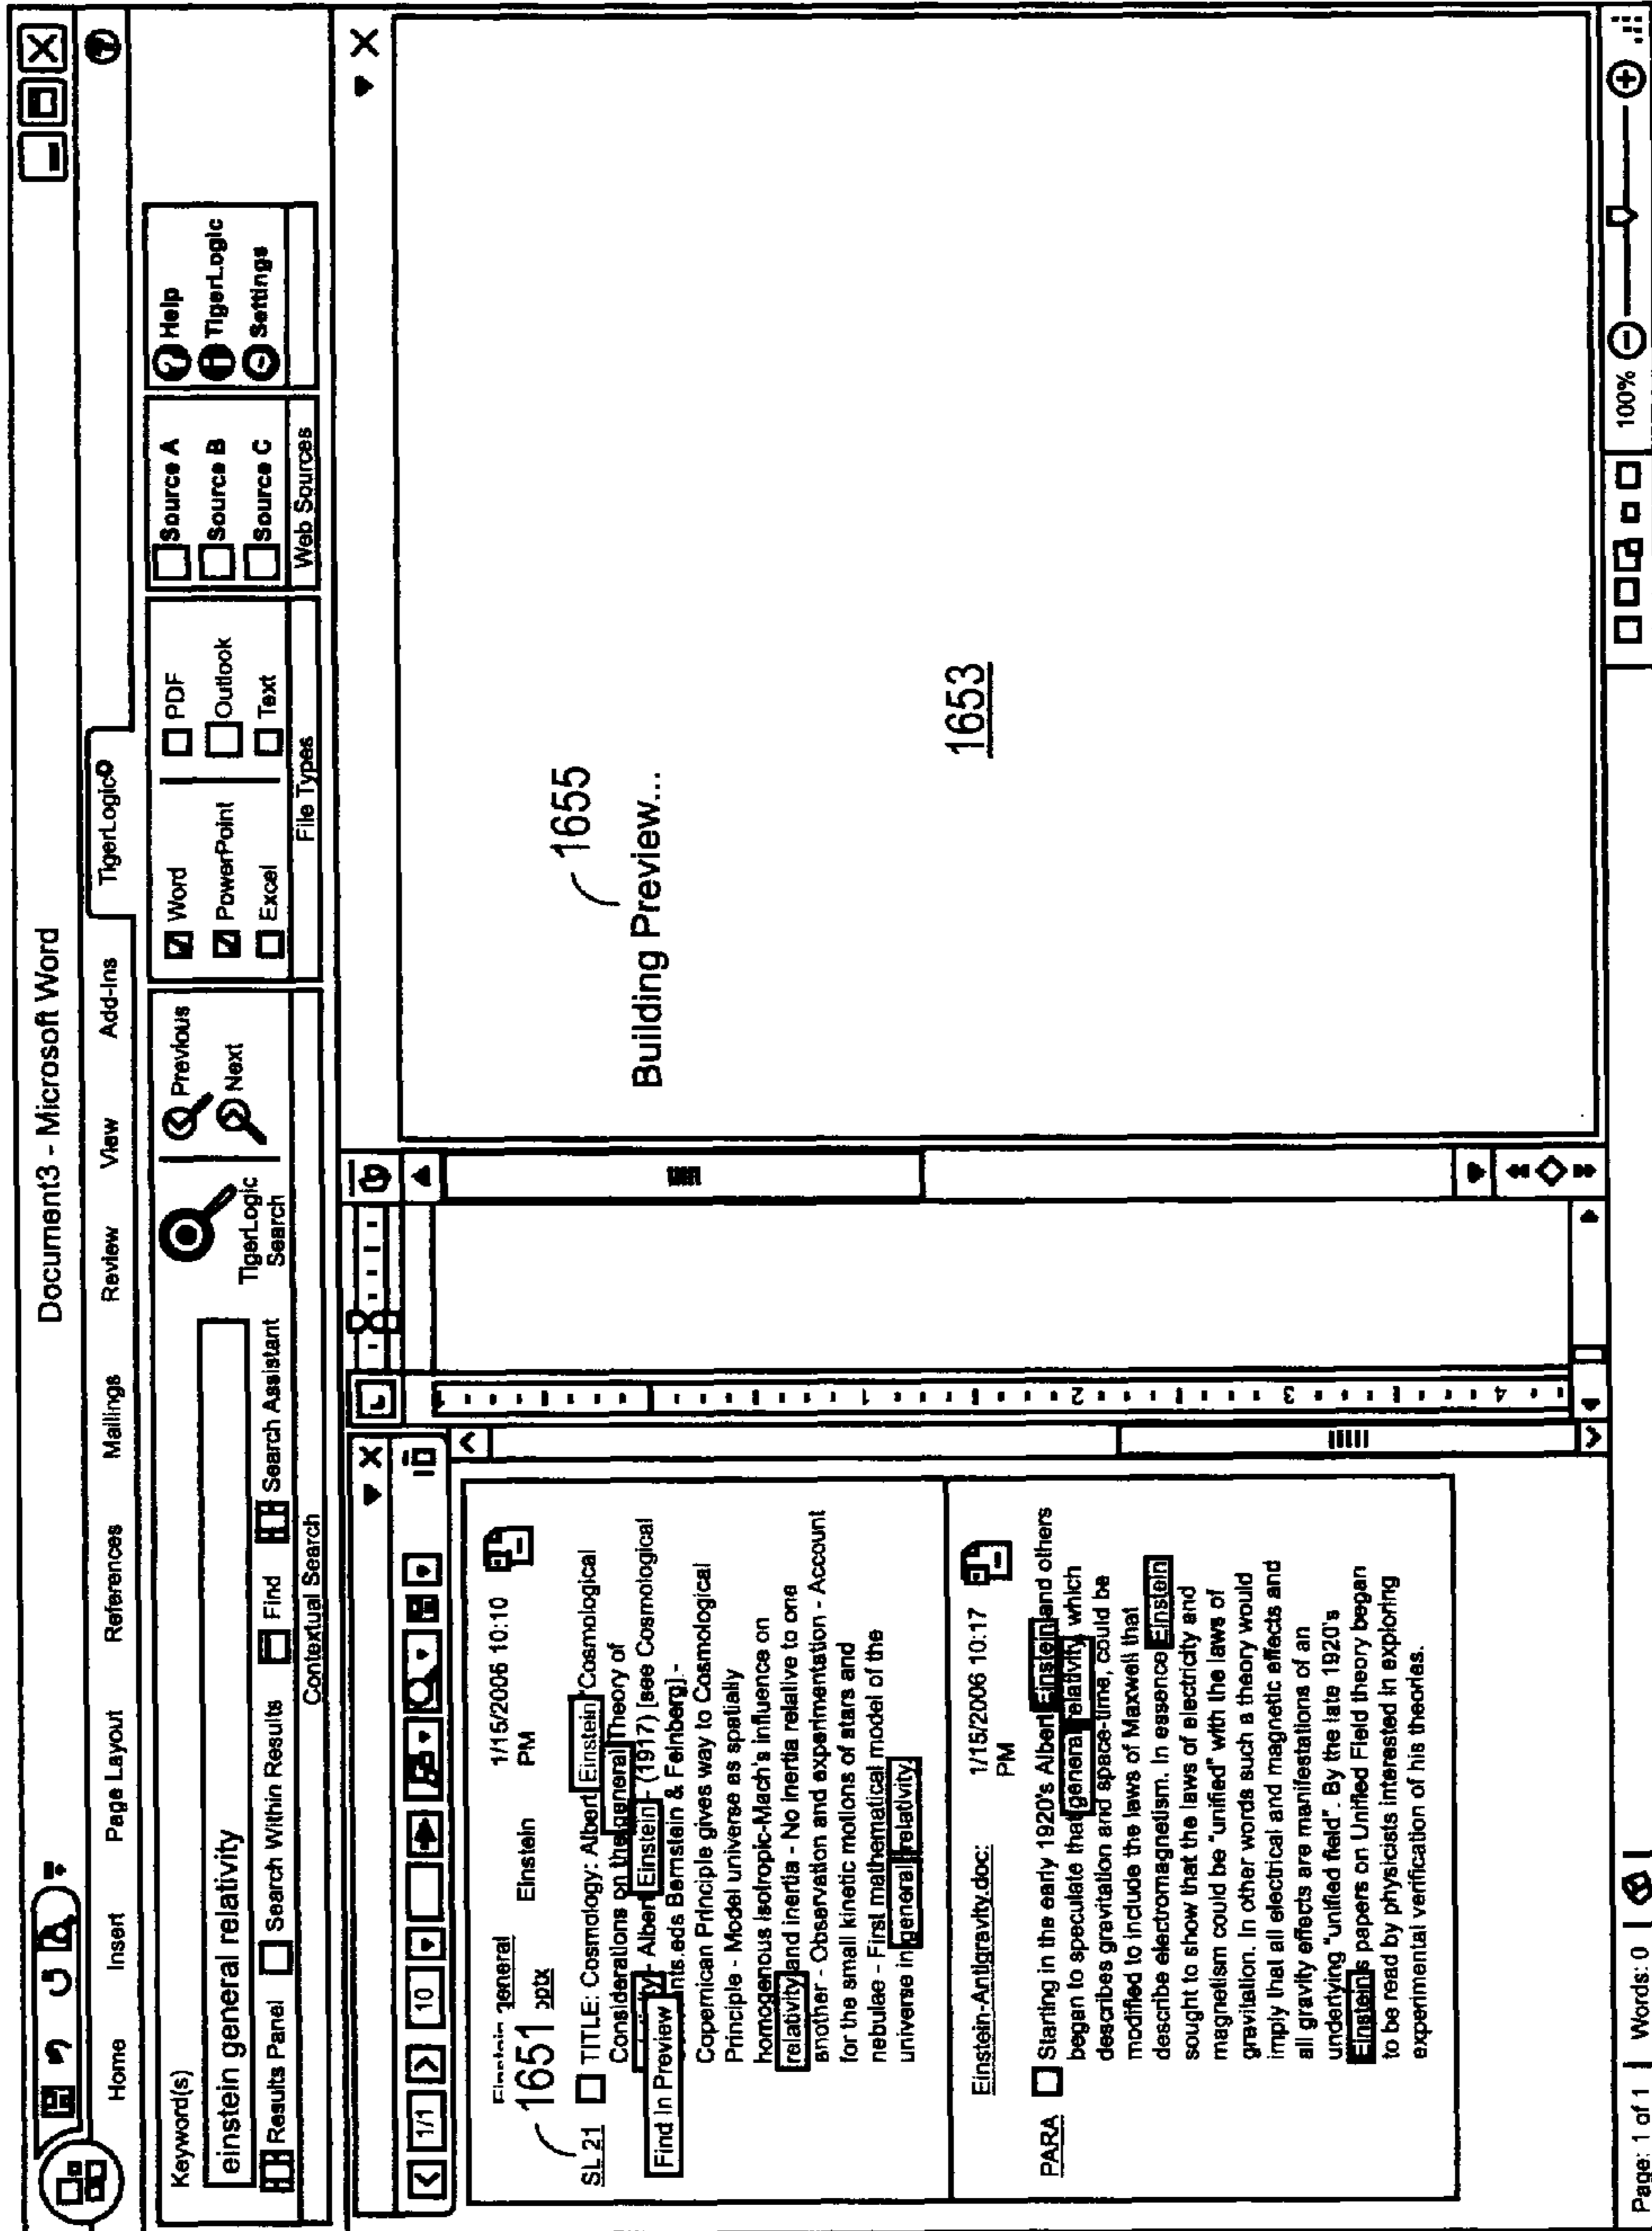 Document3 - Microsoft Word
Home Insert Page Layout References Mailings Review View Add-Ins TigerLogic
Keyword(s)
einstein general relativity
Results Panel Search Within Results Find Search Assistant
TigerLogic
Search
Previous
Next
Contextual Search
Word
PowerPoint
Excel
PDF
Outlook
Text
File Types
Source A
Source B
Source C
Web Sources
Help
TigerLogic
Settings
1/1 10
general
pptx
Einstein
1/15/2006 10:10
PM
1651
SL 21 TITLE: Cosmology: Albert Einstein "Cosmological
Considerations on the general Theory of
- Albert Einstein - (1917) [see Cosmological
nts.eds Bernstein & Feinberg].-
Find In Preview
Copernican Principle gives way to Cosmological
Principle - Model universe as spatially
homogenous isotropic-Mach's influence on
relativity and inertia - No inertia relative to one
another - Observation and experimentation - Account
for the small kinetic motions of stars and
nebulae - First mathematical model of the
universe in general relativity
Einstein-Antigravity.doc: 1/15/2006 10:17
PM
PARA Starting in the early 1920's Albert Einstein and others
began to speculate that general relativity which
describes gravitation and space-time, could be
modified to include the laws of Maxwell that
describe electromagnetism. In essence Einstein
sought to show that the laws of electricity and
magnetism could be "unified" with the laws of
gravitation. In other words such a theory would
imply that all electrical and magnetic effects and
all gravity effects are manifestations of an
underlying "unified field". By the late 1920's
Einstein's papers on Unified Field theory began
to be read by physicists interested in exploring
experimental verification of his theories.
1 2 3 4
1655
Building Preview...
1653
Page: 1 of 1 Words: 0
100%